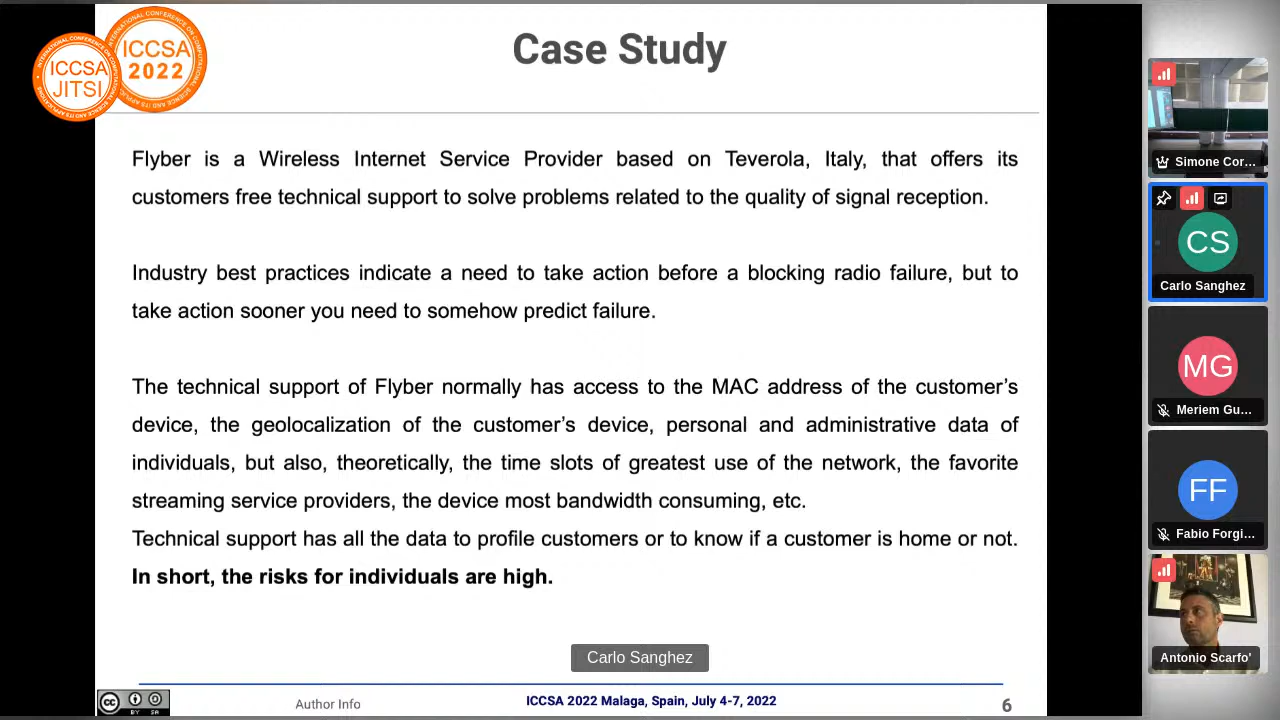 Case Study
ICCSA
JITSI
ICCSA
2022
Flyber is a Wireless Internet Service Provider based on Teverola, Italy, that offers its
customers free technical support to solve problems related to the quality of signal reception.
Industry best practices indicate a need to take action before a blocking radio failure, but to
take action sooner you need to somehow predict failure.
The technical support of Flyber normally has access to the MAC address of the customer's
device, the geolocalization of the customer's device, personal and administrative data of
individuals, but also, theoretically, the time slots of greatest use of the network, the favorite
streaming service providers, the device most bandwidth consuming, etc.
Technical support has all the data to profile customers or to know if a customer is home or not.
In short, the risks for individuals are high.
Carlo Sanghez
cc BY SA
Author Info
ICCSA 2022 Malaga, Spain, July 4-7, 2022
6
Simone Cor...
CS
Carlo Sanghez
MG
Meriem Gu...
FF
Fabio Forgi...
Antonio Scarfo'